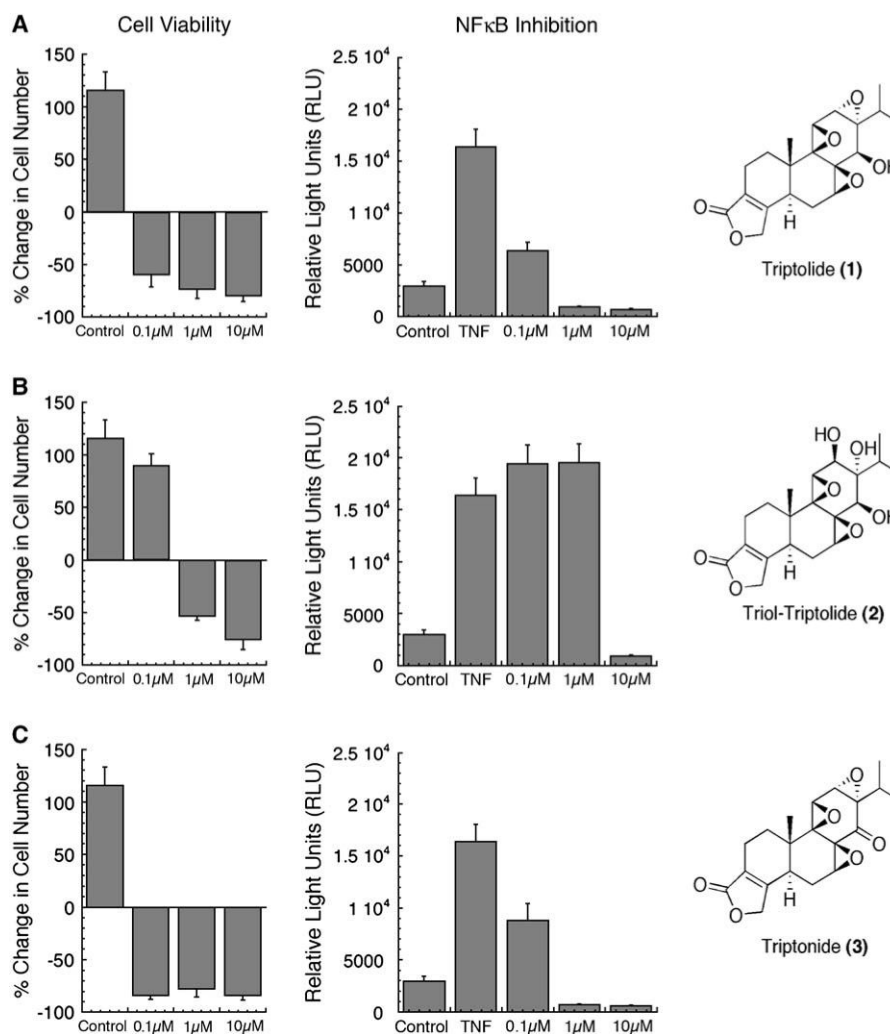 A
Cell Viability
NFκB Inhibition
% Change in Cell Number
150
100
50
0
-50
-100
Control 0.1µM 1µM 10µM
Relative Light Units (RLU)
2.5 10⁴
2 10⁴
1.5 10⁴
1 10⁴
5000
0
Control TNF 0.1µM 1µM 10µM
O
O
OH
O
O
O
H
Triptolide (1)
B
% Change in Cell Number
150
100
50
0
-50
-100
Control 0.1µM 1µM 10µM
Relative Light Units (RLU)
2.5 10⁴
2 10⁴
1.5 10⁴
1 10⁴
5000
0
Control TNF 0.1µM 1µM 10µM
HO
OH
O
OH
O
O
O
H
Triol-Triptolide (2)
C
% Change in Cell Number
150
100
50
0
-50
-100
Control 0.1µM 1µM 10µM
Relative Light Units (RLU)
2.5 10⁴
2 10⁴
1.5 10⁴
1 10⁴
5000
0
Control TNF 0.1µM 1µM 10µM
O
O
O
O
O
O
H
Triptonide (3)